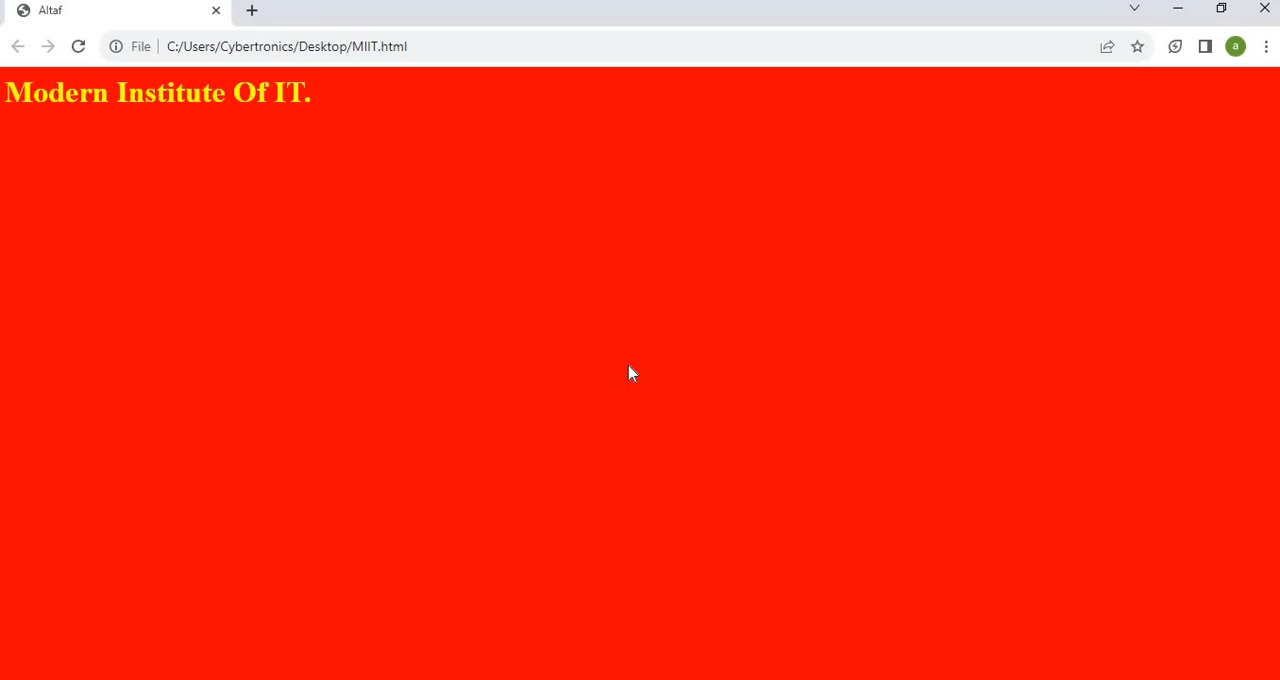 Altaf
File
C:/Users/Cybertronics/Desktop/MIIT.html
a
Modern Institute Of IT.